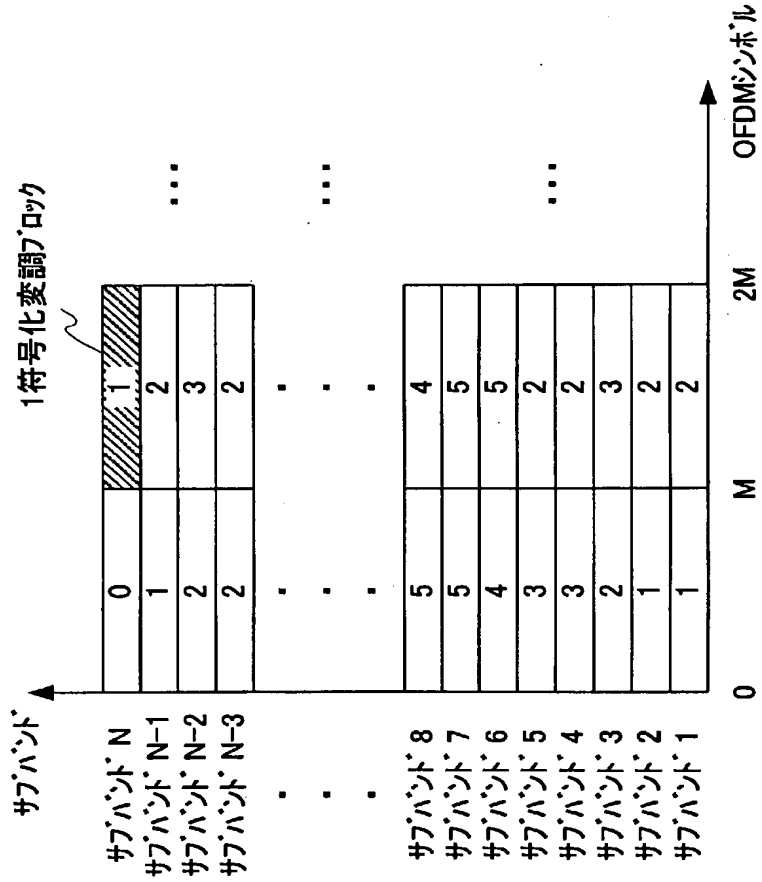 1符号化変調ブロック
サブバンド
サブバンド N 0 1 ...
サブバンド N-1 1 2
サブバンド N-2 2 3
サブバンド N-3 2 2
. . . ...
サブバンド 8 5 4
サブバンド 7 5 5
サブバンド 6 4 5
サブバンド 5 3 2 ...
サブバンド 4 3 2
サブバンド 3 2 3
サブバンド 2 1 2
サブバンド 1 1 2
0 M 2M OFDMシンボル